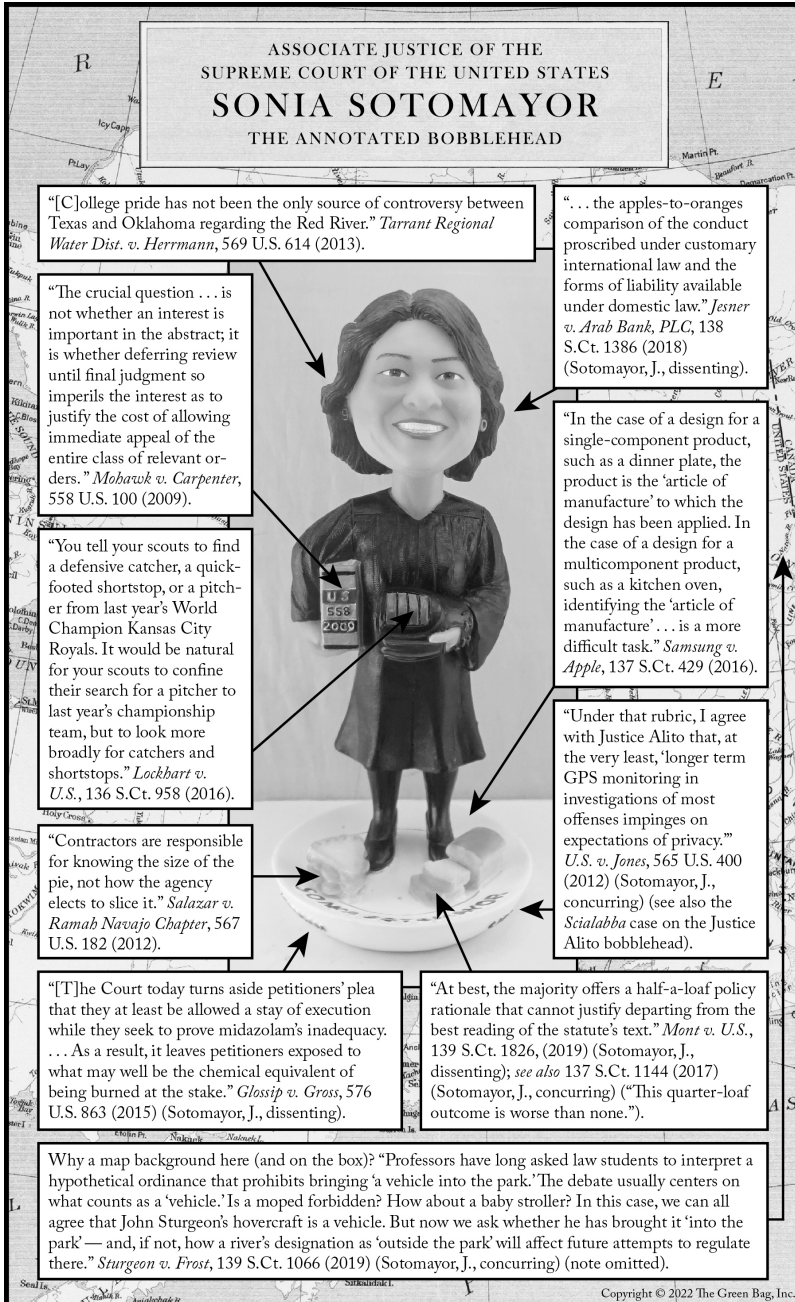 ASSOCIATE JUSTICE OF THE
SUPREME COURT OF THE UNITED STATES
SONIA SOTOMAYOR
THE ANNOTATED BOBBLEHEAD
R
E
Icy Cape
Pt.Lay
Martin Pt.
Beaufort R.
Demarcation Pt.
“[C]ollege pride has not been the only source of controversy between
Texas and Oklahoma regarding the Red River.” Tarrant Regional
Water Dist. v. Herrmann, 569 U.S. 614 (2013).
“. . . the apples-to-oranges
comparison of the conduct
proscribed under customary
international law and the
forms of liability available
under domestic law.” Jesner
v. Arab Bank, PLC, 138
S.Ct. 1386 (2018)
(Sotomayor, J., dissenting).
“The crucial question . . . is
not whether an interest is
important in the abstract; it
is whether deferring review
until final judgment so
imperils the interest as to
justify the cost of allowing
immediate appeal of the
entire class of relevant or-
ders.” Mohawk v. Carpenter,
558 U.S. 100 (2009).
“In the case of a design for a
single-component product,
such as a dinner plate, the
product is the ‘article of
manufacture’ to which the
design has been applied. In
the case of a design for a
multicomponent product,
such as a kitchen oven,
identifying the ‘article of
manufacture’ . . . is a more
difficult task.” Samsung v.
Apple, 137 S.Ct. 429 (2016).
CANADA
UNITED STATES
“You tell your scouts to find
a defensive catcher, a quick-
footed shortstop, or a pitch-
er from last year’s World
Champion Kansas City
Royals. It would be natural
for your scouts to confine
their search for a pitcher to
last year’s championship
team, but to look more
broadly for catchers and
shortstops.” Lockhart v.
U.S., 136 S.Ct. 958 (2016).
U S
558
2009
“Under that rubric, I agree
with Justice Alito that, at
the very least, ‘longer term
GPS monitoring in
investigations of most
offenses impinges on
expectations of privacy.’”
U.S. v. Jones, 565 U.S. 400
(2012) (Sotomayor, J.,
concurring) (see also the
Scialabba case on the Justice
Alito bobblehead).
Holy Cross
“Contractors are responsible
for knowing the size of the
pie, not how the agency
elects to slice it.” Salazar v.
Ramah Navajo Chapter, 567
U.S. 182 (2012).
SONIA SOTOMAYOR
“[T]he Court today turns aside petitioners’ plea
that they at least be allowed a stay of execution
while they seek to prove midazolam’s inadequacy.
. . . As a result, it leaves petitioners exposed to
what may well be the chemical equivalent of
being burned at the stake.” Glossip v. Gross, 576
U.S. 863 (2015) (Sotomayor, J., dissenting).
“At best, the majority offers a half-a-loaf policy
rationale that cannot justify departing from the
best reading of the statute’s text.” Mont v. U.S.,
139 S.Ct. 1826, (2019) (Sotomayor, J.,
dissenting); see also 137 S.Ct. 1144 (2017)
(Sotomayor, J., concurring) (“This quarter-loaf
outcome is worse than none.”).
Naknek
Naknek L.
Why a map background here (and on the box)? “Professors have long asked law students to interpret a
hypothetical ordinance that prohibits bringing ‘a vehicle into the park.’ The debate usually centers on
what counts as a ‘vehicle.’ Is a moped forbidden? How about a baby stroller? In this case, we can all
agree that John Sturgeon’s hovercraft is a vehicle. But now we ask whether he has brought it ‘into the
park’ — and, if not, how a river’s designation as ‘outside the park’ will affect future attempts to regulate
there.” Sturgeon v. Frost, 139 S.Ct. 1066 (2019) (Sotomayor, J., concurring) (note omitted).
Sitkalidak I.
Copyright © 2022 The Green Bag, Inc.